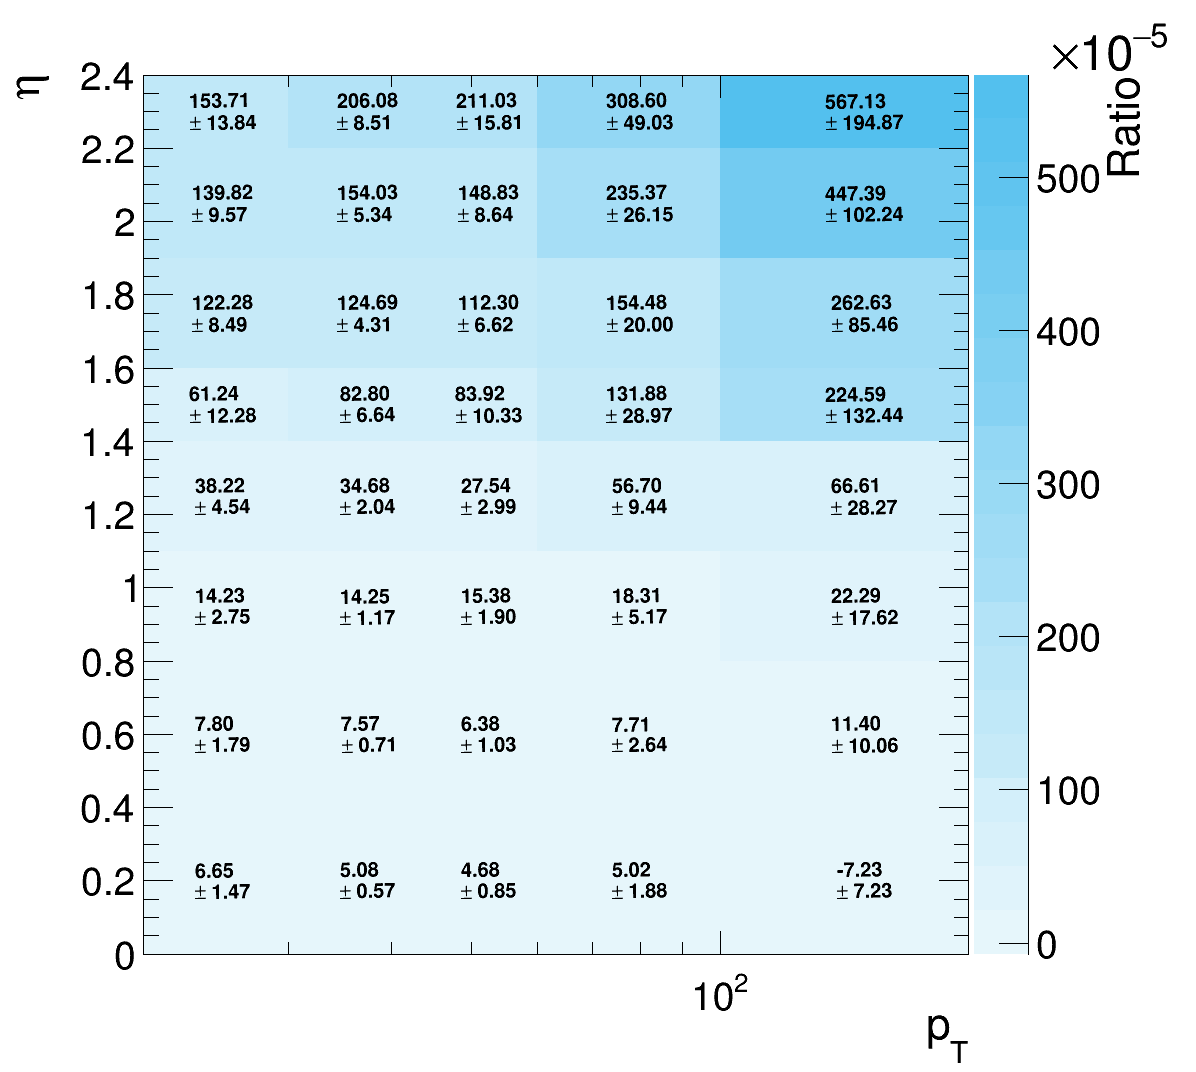 ×10⁻⁵
η
Ratio
2.4
153.71 206.08 211.03 308.60 567.13
± 13.84 ± 8.51 ± 15.81 ± 49.03 ± 194.87
2.2
500
139.82 154.03 148.83 235.37 447.39
± 9.57 ± 5.34 ± 8.64 ± 26.15 ± 102.24
2
1.8
122.28 124.69 112.30 154.48 262.63
± 8.49 ± 4.31 ± 6.62 ± 20.00 ± 85.46
400
1.6
61.24 82.80 83.92 131.88 224.59
± 12.28 ± 6.64 ± 10.33 ± 28.97 ± 132.44
1.4
300
38.22 34.68 27.54 56.70 66.61
± 4.54 ± 2.04 ± 2.99 ± 9.44 ± 28.27
1.2
1
14.23 14.25 15.38 18.31 22.29
± 2.75 ± 1.17 ± 1.90 ± 5.17 ± 17.62
200
0.8
7.80 7.57 6.38 7.71 11.40
± 1.79 ± 0.71 ± 1.03 ± 2.64 ± 10.06
0.6
100
0.4
6.65 5.08 4.68 5.02 -7.23
± 1.47 ± 0.57 ± 0.85 ± 1.88 ± 7.23
0.2
0
0
10²
p_T